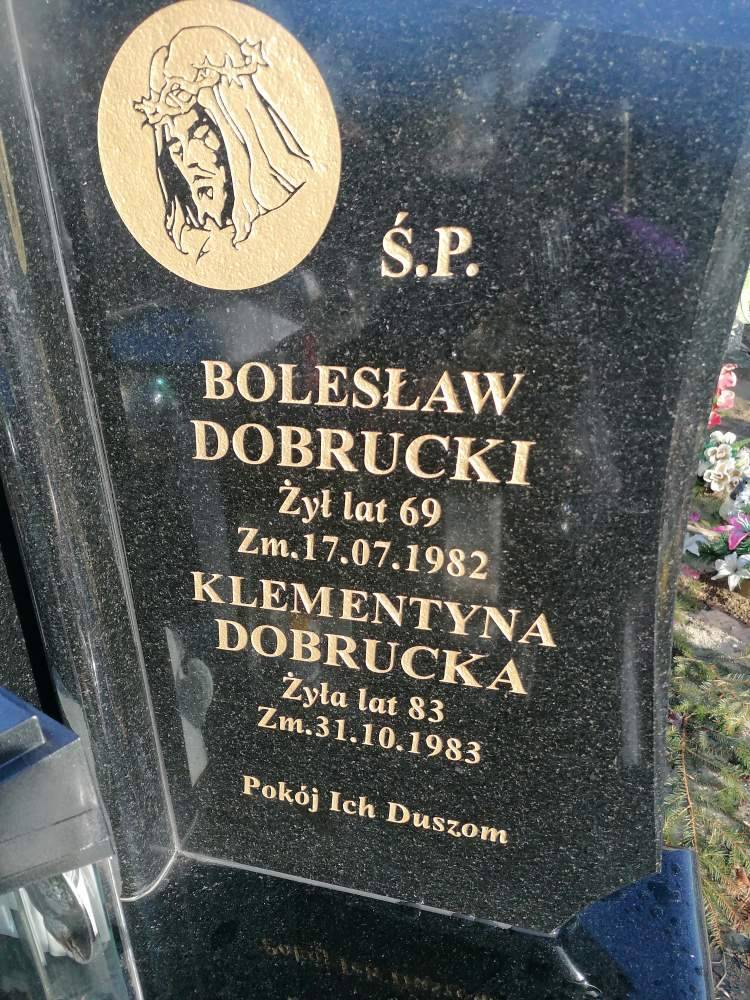 Ś.P.
BOLESŁAW
DOBRUCKI
Żył lat 69
Zm.17.07.1982
KLEMENTYNA
DOBRUCKA
Żyła lat 83
Zm.31.10.1983
Pokój Ich Duszom